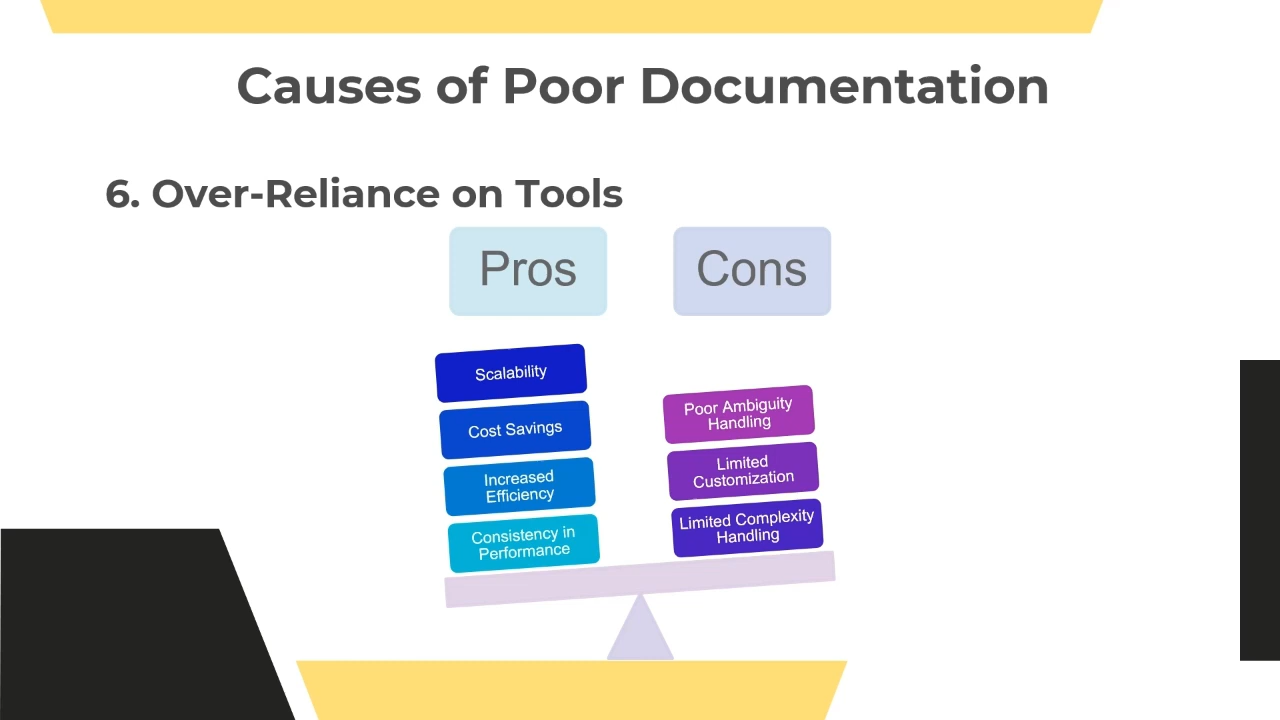 Causes of Poor Documentation
6. Over-Reliance on Tools
Pros
Cons
Scalability
Cost Savings
Increased
Efficiency
Consistency in
Performance
Poor Ambiguity
Handling
Limited
Customization
Limited Complexity
Handling